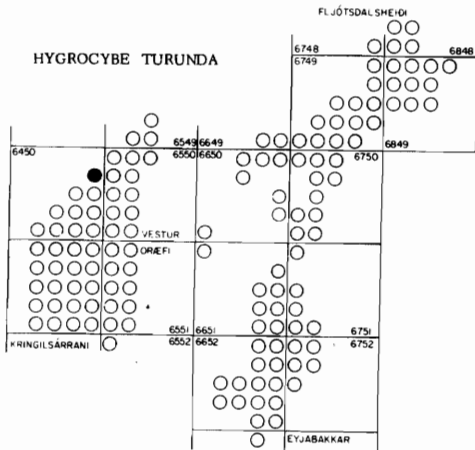 FLJÓTSDALSHEIÐI
HYGROCYBE TURUNDA
6748 6848
6749
6450 6549 6649 6849
6550 6650 6750
VESTUR
ÖRÆFI
6551 6651 6751
KRINGILSÁRRANI 6552 6652 6752
EYJABAKKAR